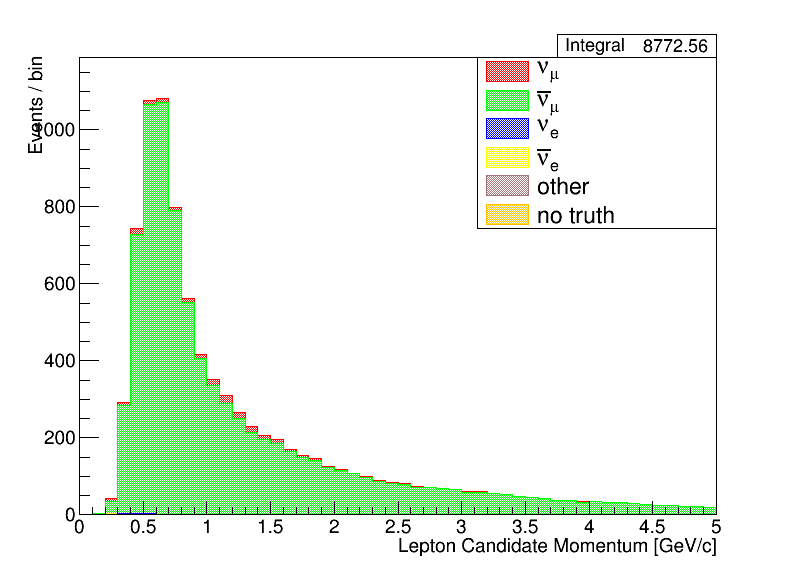 Integral 8772.56
Events / bin
ν_μ
ν̅_μ
ν_e
ν̅_e
other
no truth
1000
800
600
400
200
0
0 0.5 1 1.5 2 2.5 3 3.5 4 4.5 5
Lepton Candidate Momentum [GeV/c]